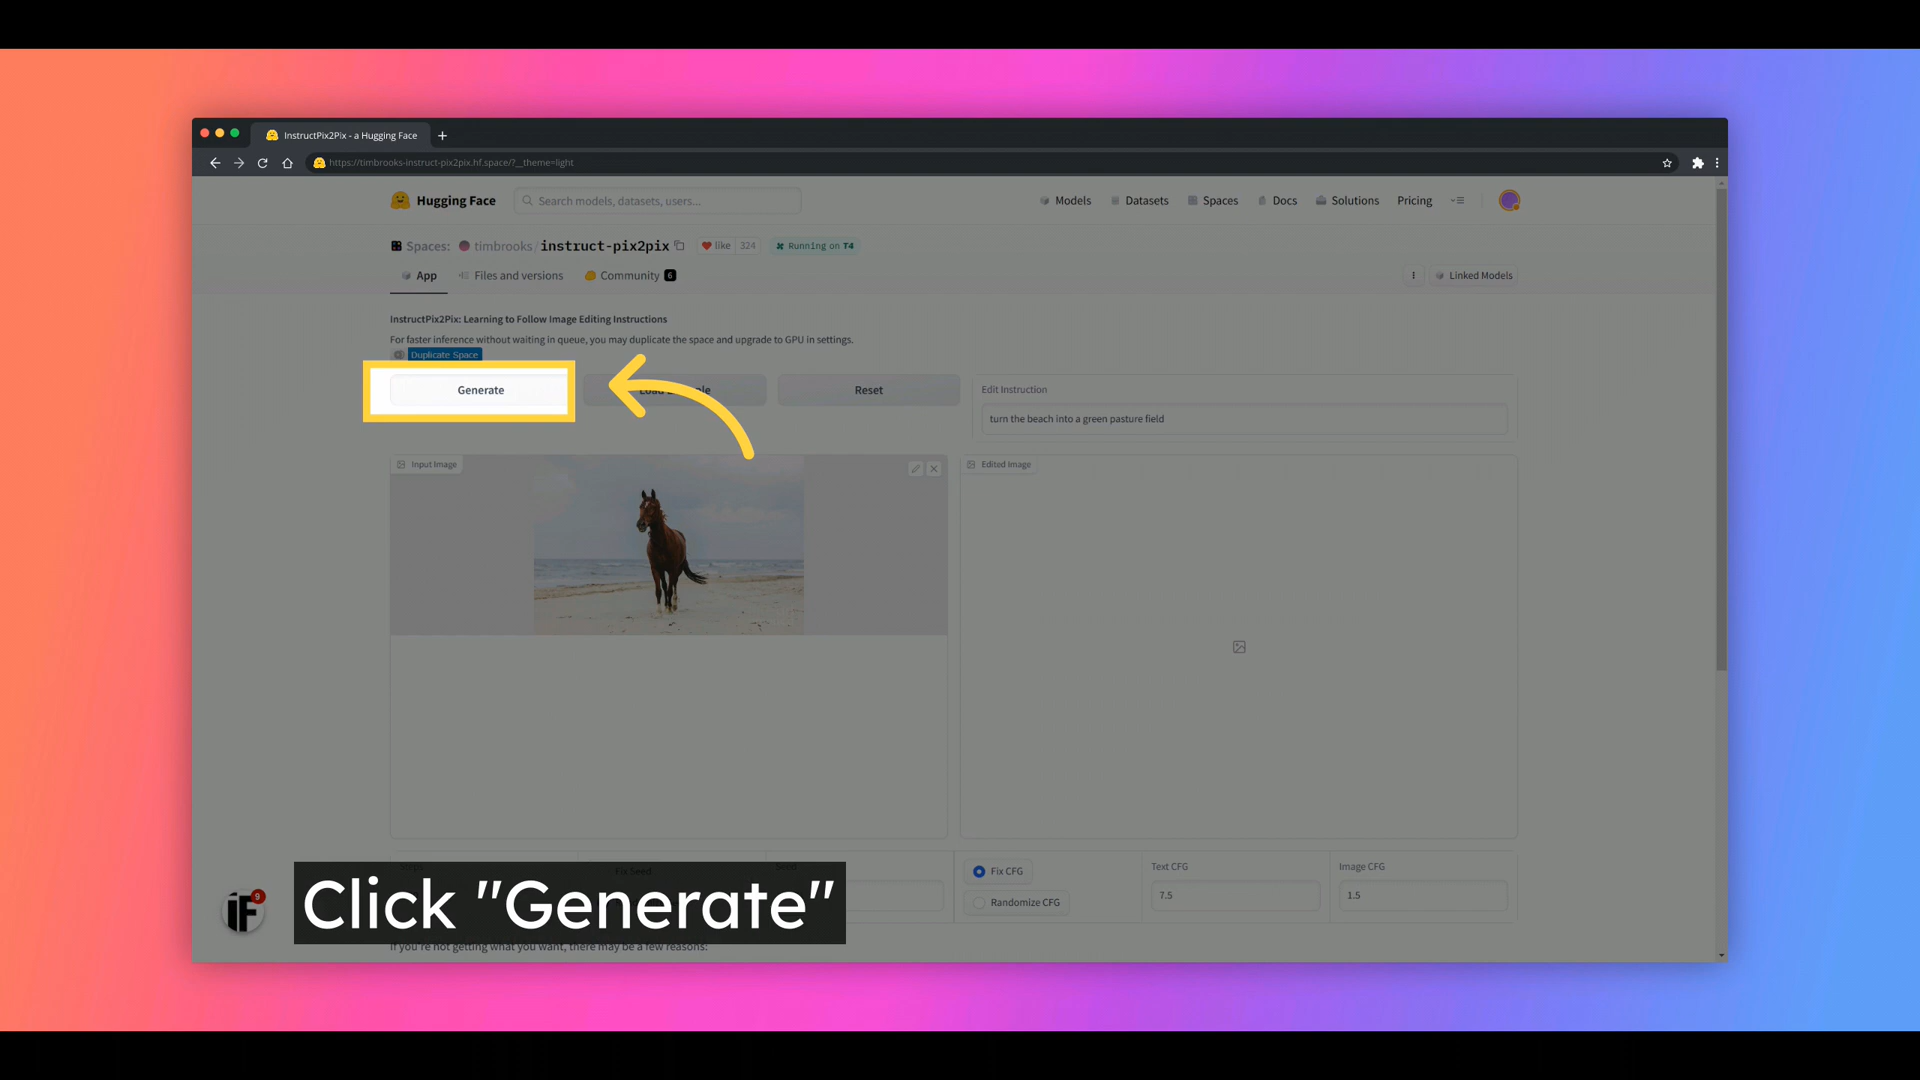 InstructPix2Pix - a Hugging Face
https://timbrooks-instruct-pix2pix.hf.space/?__theme=light
Hugging Face
Search models, datasets, users...
Models
Datasets
Spaces
Docs
Solutions
Pricing
Spaces:
timbrooks/instruct-pix2pix
like
324
Running on T4
App
Files and versions
Community 6
Linked Models
InstructPix2Pix: Learning to Follow Image Editing Instructions
For faster inference without waiting in queue, you may duplicate the space and upgrade to GPU in settings.
Duplicate Space
Generate
Reset
Edit Instruction
turn the beach into a green pasture field
Input Image
Edited Image
Fix Seed
Fix CFG
Randomize CFG
Text CFG
7.5
Image CFG
1.5
iF
9
Click "Generate"
If you're not getting what you want, there may be a few reasons: